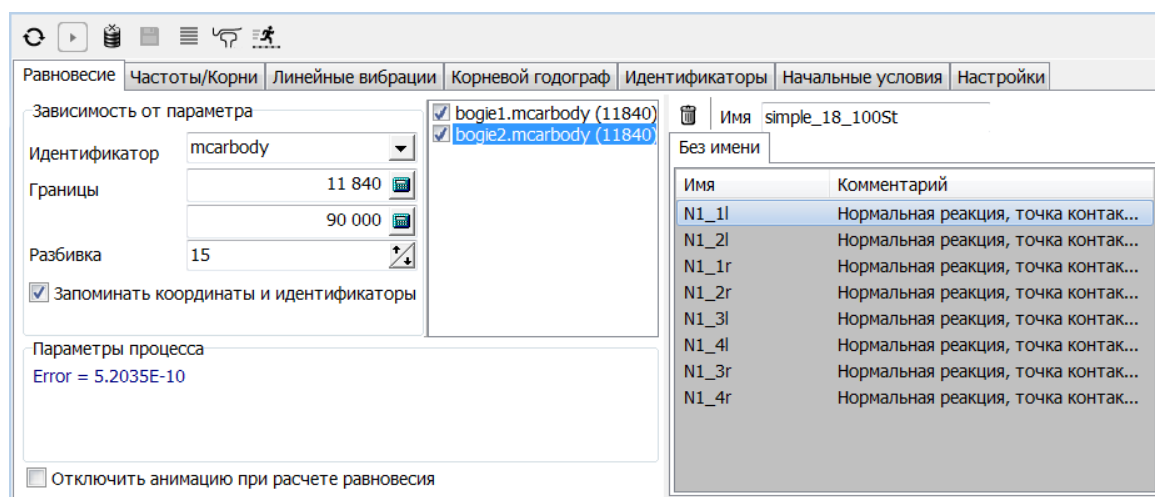 Равновесие Частоты/Корни Линейные вибрации Корневой годограф Идентификаторы Начальные условия Настройки
Зависимость от параметра
Идентификатор mcarbody
Границы 11 840
90 000
Разбивка 15
Запоминать координаты и идентификаторы
bogie1.mcarbody (11840)
bogie2.mcarbody (11840)
Параметры процесса
Error = 5.2035E-10
Отключить анимацию при расчете равновесия
Имя simple_18_100St
Без имени
Имя Комментарий
N1_1l Нормальная реакция, точка контак...
N1_2l Нормальная реакция, точка контак...
N1_1r Нормальная реакция, точка контак...
N1_2r Нормальная реакция, точка контак...
N1_3l Нормальная реакция, точка контак...
N1_4l Нормальная реакция, точка контак...
N1_3r Нормальная реакция, точка контак...
N1_4r Нормальная реакция, точка контак...